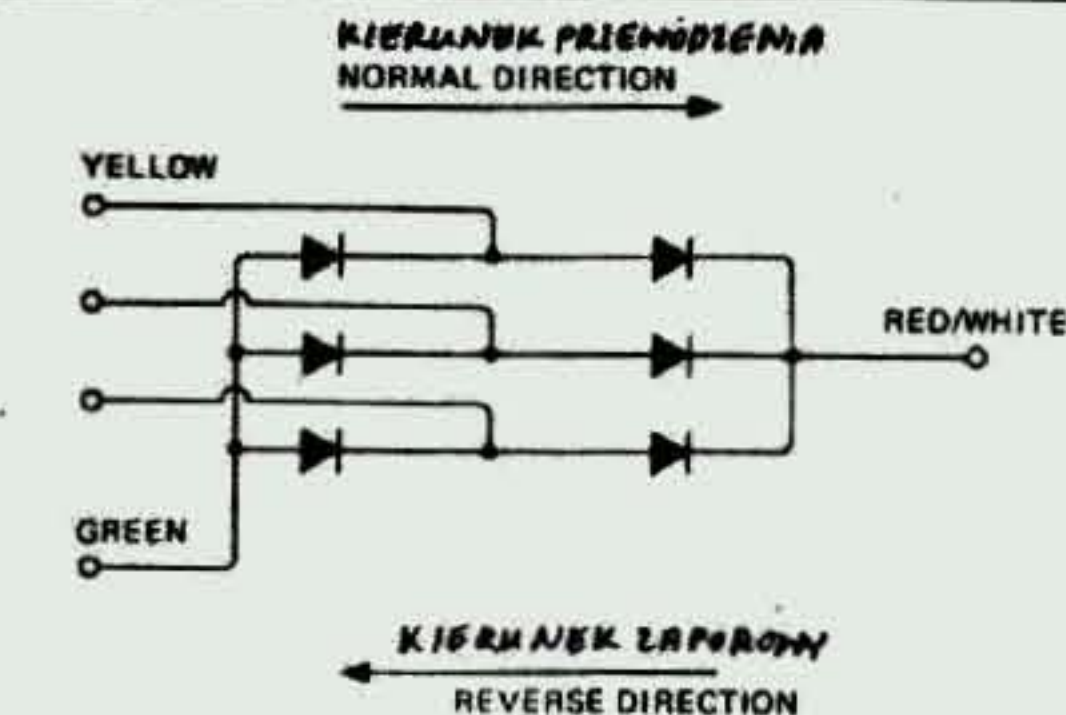 KIERUNEK PRZEWODZENIA
NORMAL DIRECTION
YELLOW
RED/WHITE
GREEN
KIERUNEK ZAPOROWY
REVERSE DIRECTION